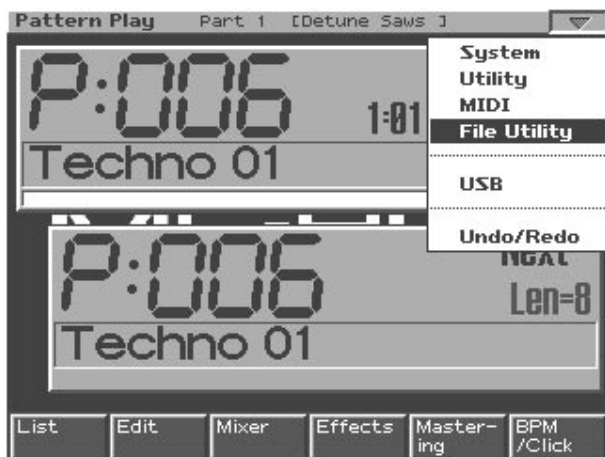 Pattern Play Part 1 [Detune Saws ]
P:006
1:01
Techno 01
System
Utility
MIDI
File Utility
USB
Undo/Redo
P:006
Next
Len=8
Techno 01
List Edit Mixer Effects Master-ing BPM/Click